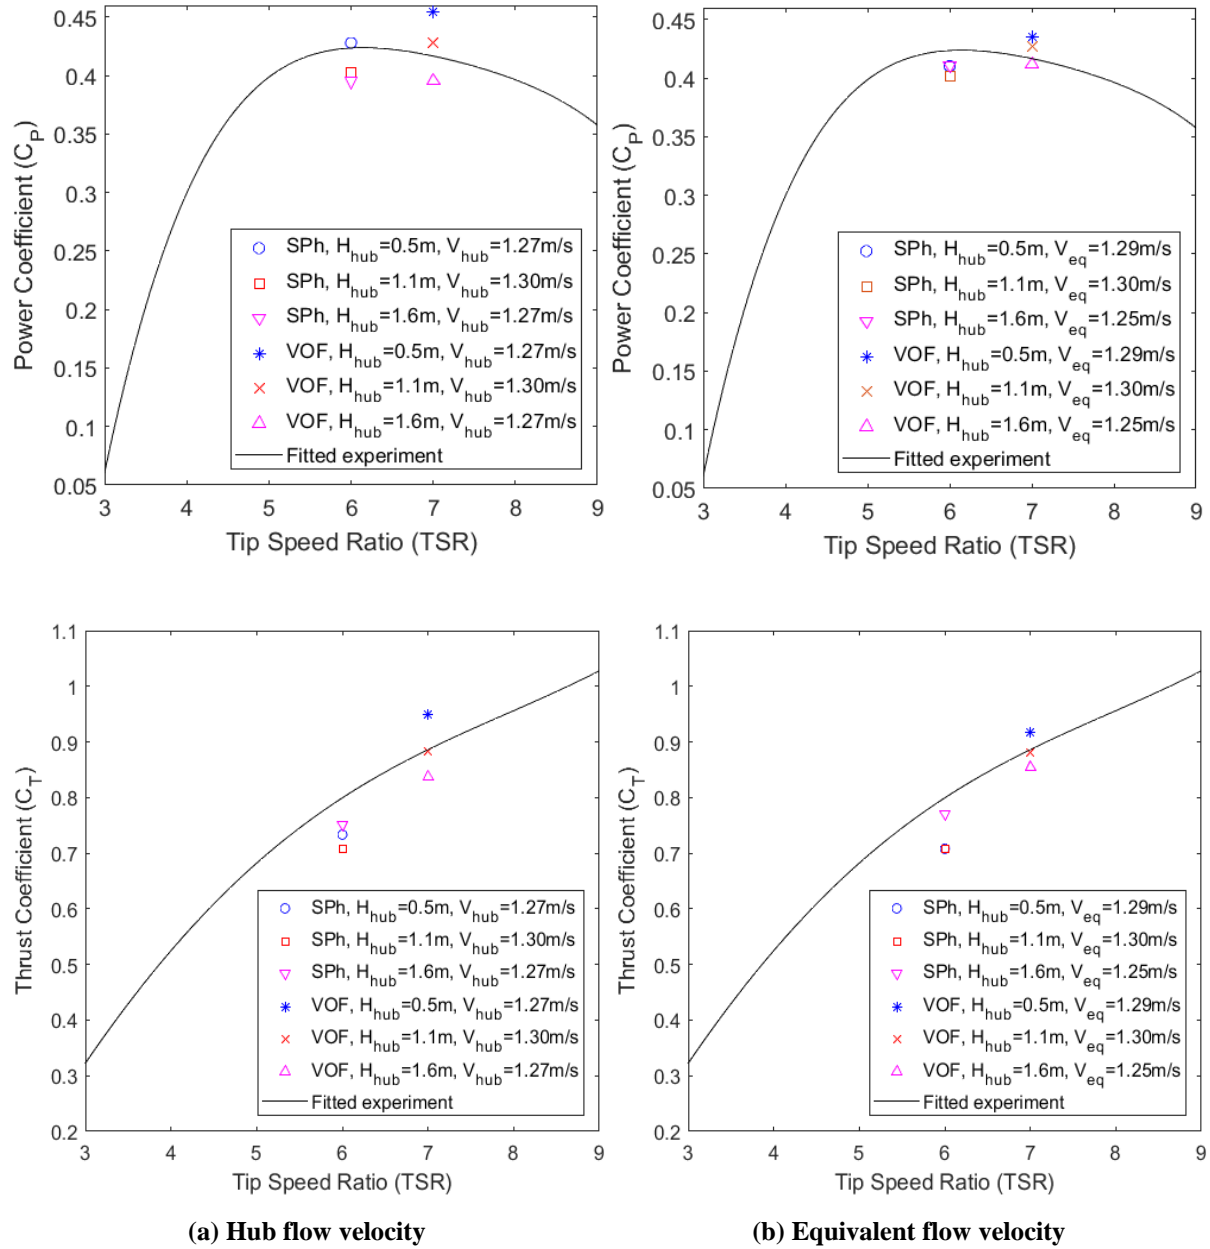 0.45
0.4
0.35
0.3
0.25
0.2
0.15
0.1
0.05
Power Coefficient (C_P)
SPh, H_hub=0.5m, V_hub=1.27m/s
SPh, H_hub=1.1m, V_hub=1.30m/s
SPh, H_hub=1.6m, V_hub=1.27m/s
VOF, H_hub=0.5m, V_hub=1.27m/s
VOF, H_hub=1.1m, V_hub=1.30m/s
VOF, H_hub=1.6m, V_hub=1.27m/s
Fitted experiment
3 4 5 6 7 8 9
Tip Speed Ratio (TSR)
0.45
0.4
0.35
0.3
0.25
0.2
0.15
0.1
0.05
Power Coefficient (C_P)
SPh, H_hub=0.5m, V_eq=1.29m/s
SPh, H_hub=1.1m, V_eq=1.30m/s
SPh, H_hub=1.6m, V_eq=1.25m/s
VOF, H_hub=0.5m, V_eq=1.29m/s
VOF, H_hub=1.1m, V_eq=1.30m/s
VOF, H_hub=1.6m, V_eq=1.25m/s
Fitted experiment
3 4 5 6 7 8 9
Tip Speed Ratio (TSR)
1.1
1
0.9
0.8
0.7
0.6
0.5
0.4
0.3
0.2
Thrust Coefficient (C_T)
SPh, H_hub=0.5m, V_hub=1.27m/s
SPh, H_hub=1.1m, V_hub=1.30m/s
SPh, H_hub=1.6m, V_hub=1.27m/s
VOF, H_hub=0.5m, V_hub=1.27m/s
VOF, H_hub=1.1m, V_hub=1.30m/s
VOF, H_hub=1.6m, V_hub=1.27m/s
Fitted experiment
3 4 5 6 7 8 9
Tip Speed Ratio (TSR)
1.1
1
0.9
0.8
0.7
0.6
0.5
0.4
0.3
0.2
Thrust Coefficient (C_T)
SPh, H_hub=0.5m, V_eq=1.29m/s
SPh, H_hub=1.1m, V_eq=1.30m/s
SPh, H_hub=1.6m, V_eq=1.25m/s
VOF, H_hub=0.5m, V_eq=1.29m/s
VOF, H_hub=1.1m, V_eq=1.30m/s
VOF, H_hub=1.6m, V_eq=1.25m/s
Fitted experiment
3 4 5 6 7 8 9
Tip Speed Ratio (TSR)
(a) Hub flow velocity
(b) Equivalent flow velocity